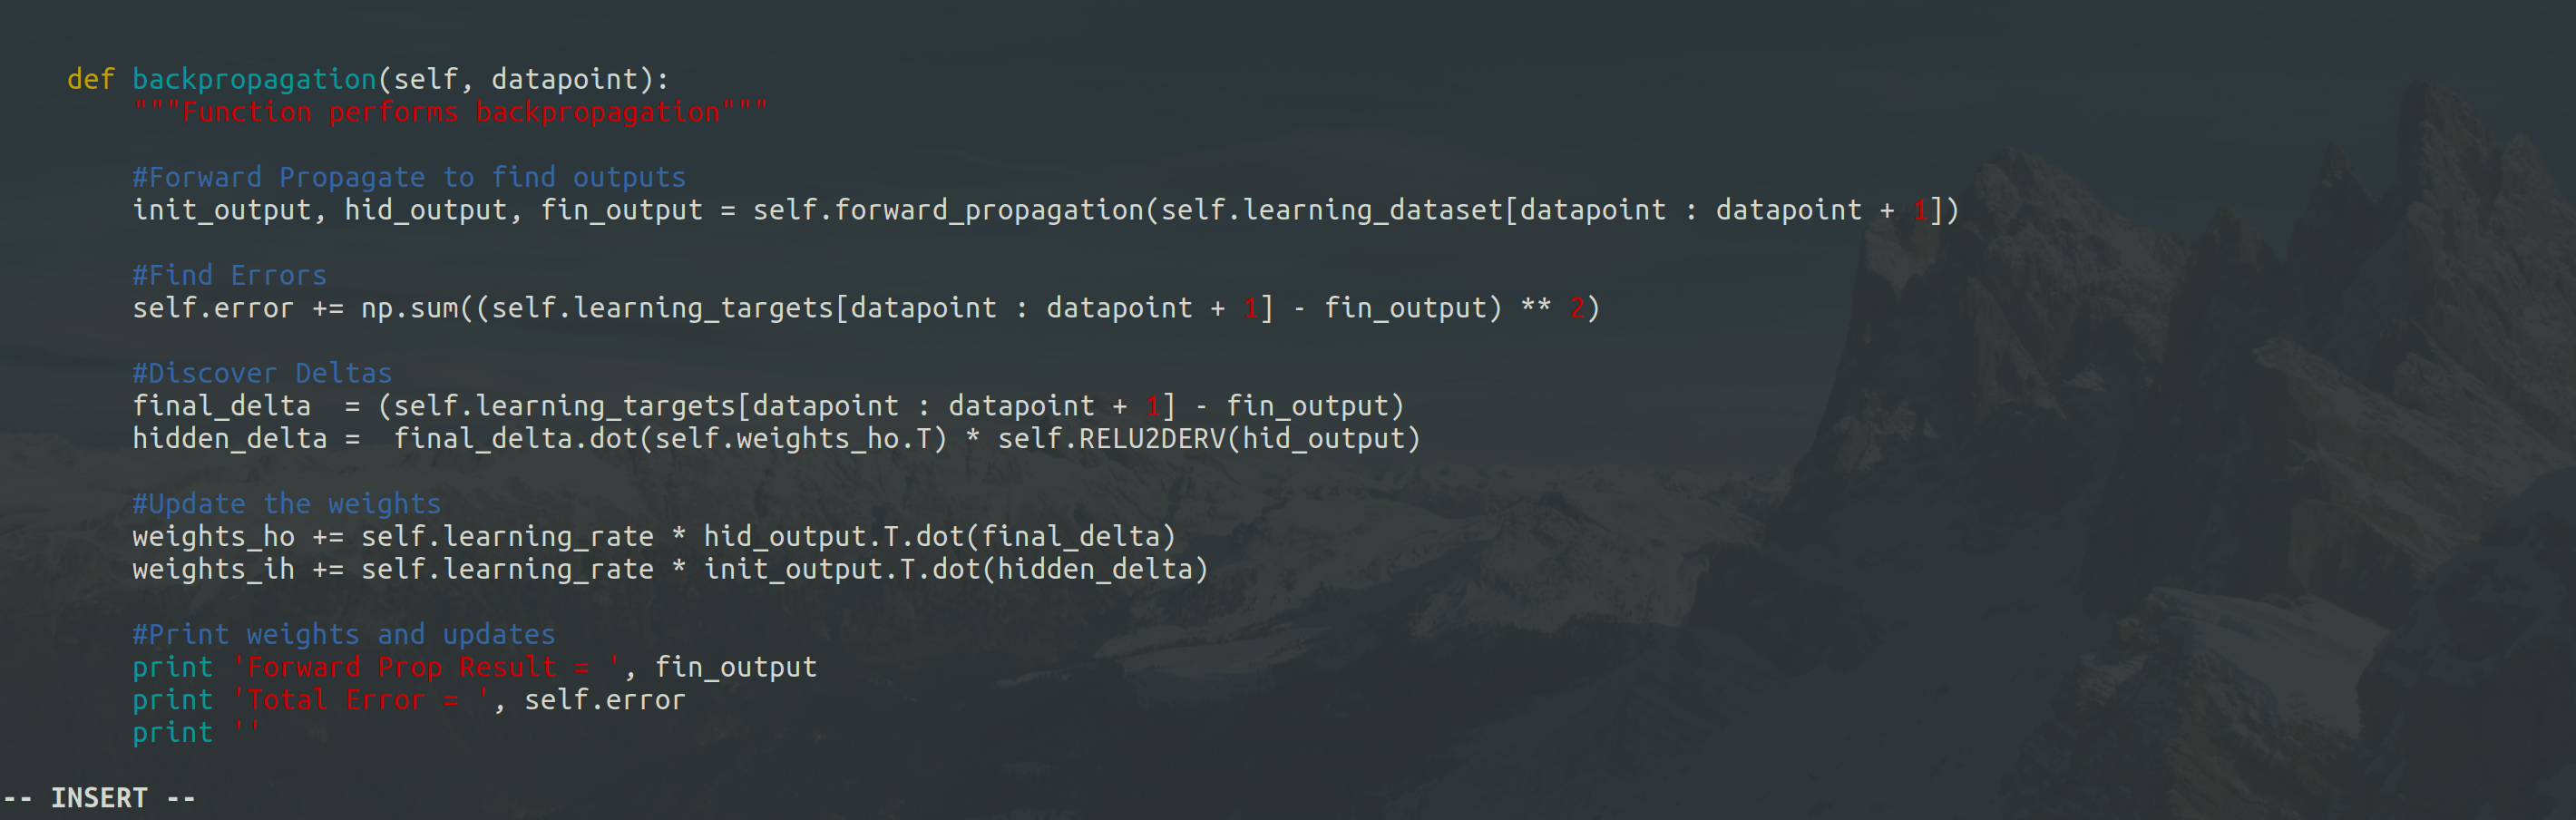 def backpropagation(self, datapoint):
"""Function performs backpropagation"""
#Forward Propagate to find outputs
init_output, hid_output, fin_output = self.forward_propagation(self.learning_dataset[datapoint : datapoint + 1])
#Find Errors
self.error += np.sum((self.learning_targets[datapoint : datapoint + 1] - fin_output) ** 2)
#Discover Deltas
final_delta  = (self.learning_targets[datapoint : datapoint + 1] - fin_output)
hidden_delta =  final_delta.dot(self.weights_ho.T) * self.RELU2DERV(hid_output)
#Update the weights
weights_ho += self.learning_rate * hid_output.T.dot(final_delta)
weights_ih += self.learning_rate * init_output.T.dot(hidden_delta)
#Print weights and updates
print 'Forward Prop Result = ', fin_output
print 'Total Error = ', self.error
print ''
-- INSERT --